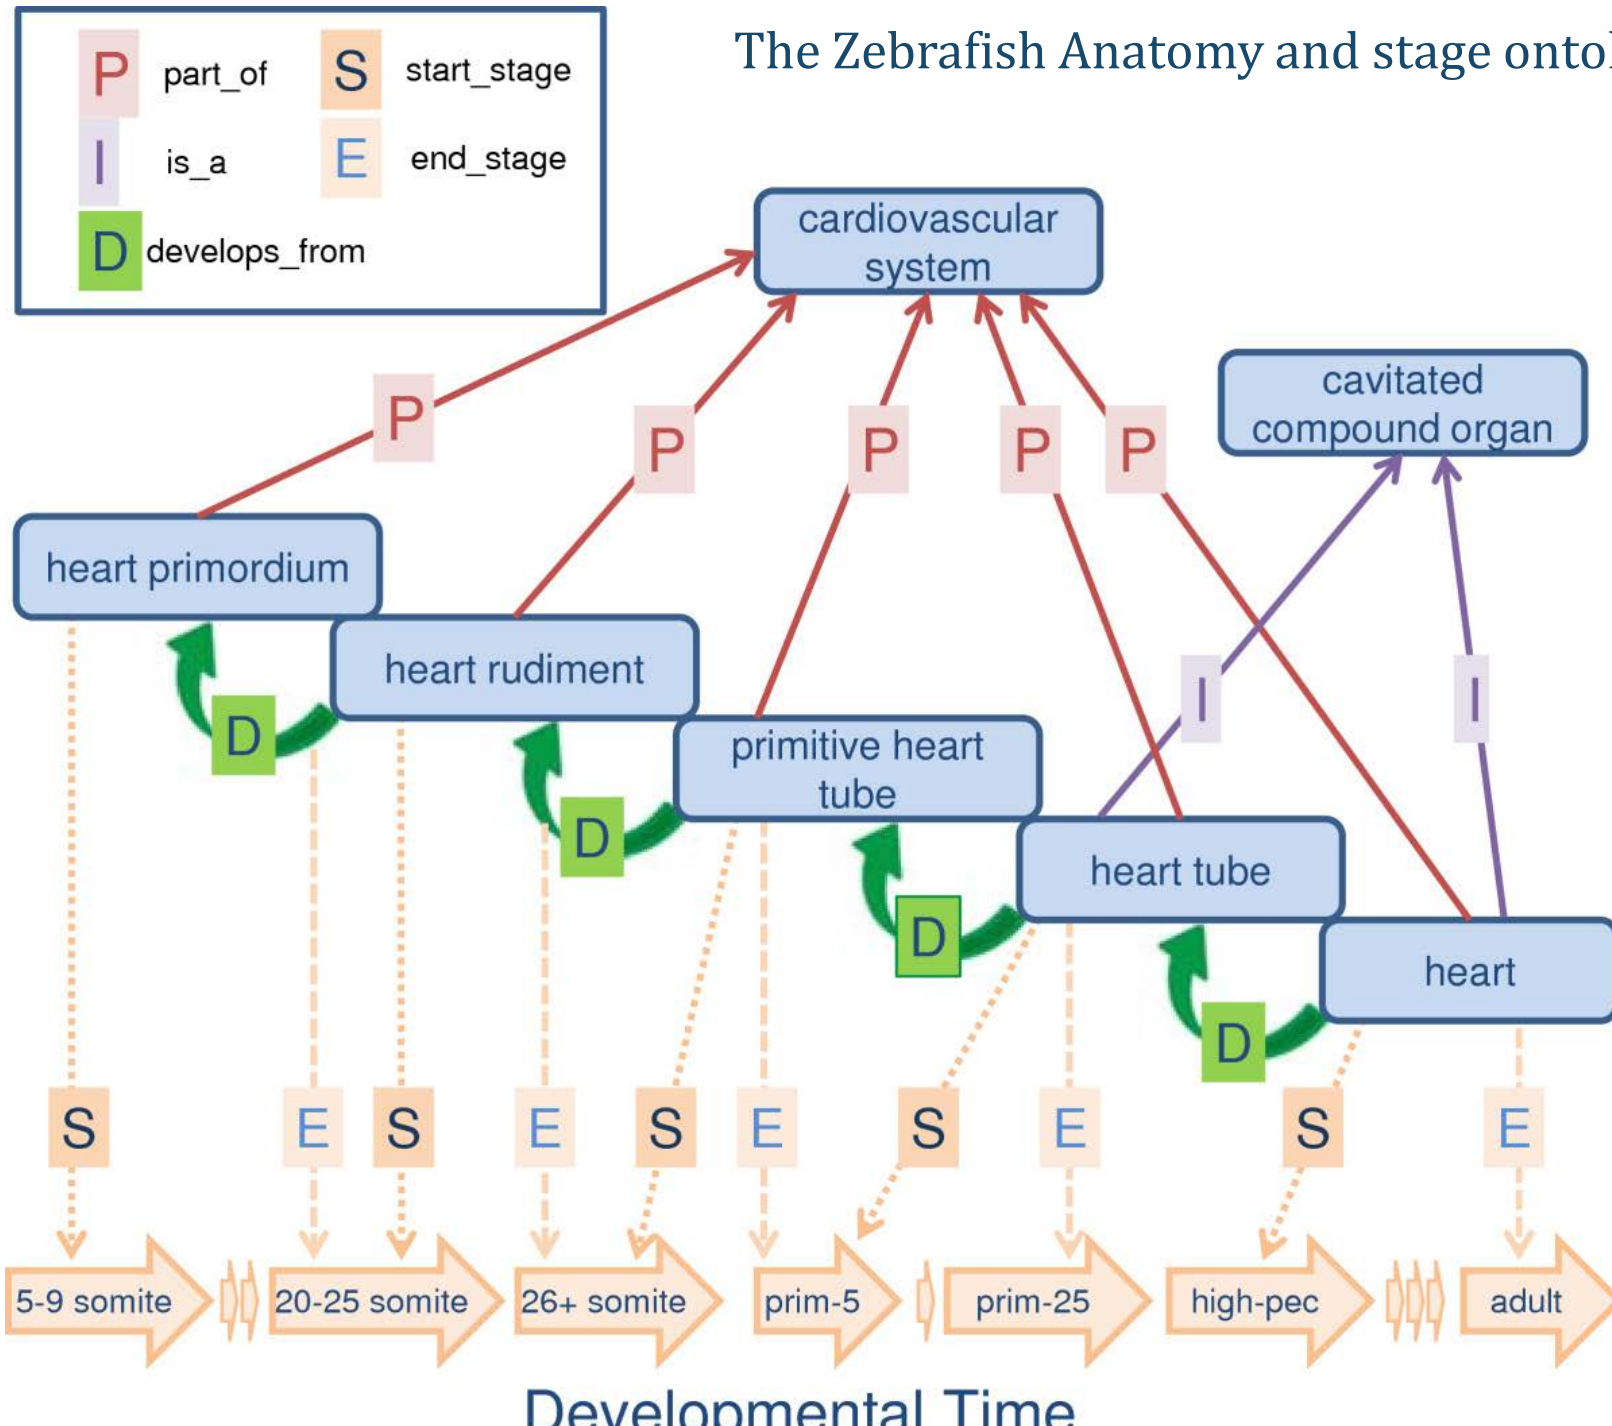 The Zebrafish Anatomy and stage
P part_of S start_stage
I is_a E end_stage
D develops_from
cardiovascular
system
cavitated
compound organ
P
P
P
P
P
heart primordium
heart rudiment
I
I
D
primitive heart
tube
D
heart tube
D
heart
D
S
E
S
E
S
E
S
E
S
E
5-9 somite
20-25 somite
26+ somite
prim-5
prim-25
high-pec
adult
Developmental Time